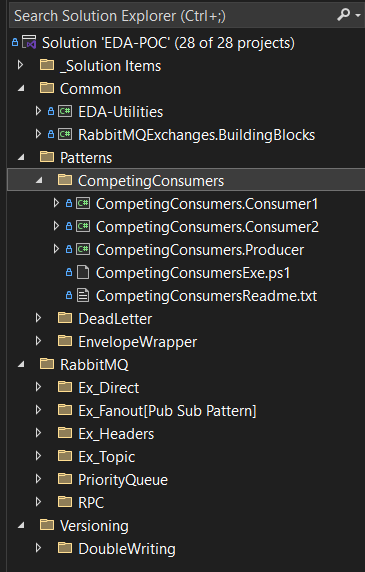 Search Solution Explorer (Ctrl+;)
Solution 'EDA-POC' (28 of 28 projects)
_Solution Items
Common
C# EDA-Utilities
C# RabbitMQExchanges.BuildingBlocks
Patterns
CompetingConsumers
C# CompetingConsumers.Consumer1
C# CompetingConsumers.Consumer2
C# CompetingConsumers.Producer
CompetingConsumersExe.ps1
CompetingConsumersReadme.txt
DeadLetter
EnvelopeWrapper
RabbitMQ
Ex_Direct
Ex_Fanout[Pub Sub Pattern]
Ex_Headers
Ex_Topic
PriorityQueue
RPC
Versioning
DoubleWriting